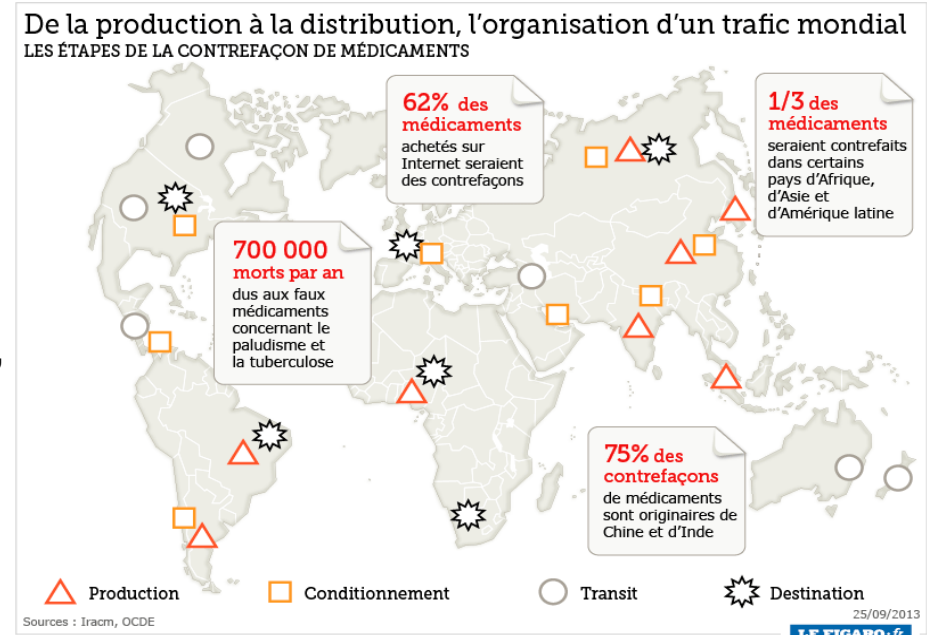 De la production à la distribution, l'organisation d'un trafic mondial
LES ÉTAPES DE LA CONTREFAÇON DE MÉDICAMENTS
62% des
médicaments
achetés sur
Internet seraient
des contrefaçons
1/3 des
médicaments
seraient contrefaits
dans certains
pays d'Afrique,
d'Asie et
d'Amérique latine
700 000
morts par an
dus aux faux
médicaments
concernant le
paludisme et
la tuberculose
75% des
contrefaçons
de médicaments
sont originaires de
Chine et d'Inde
Production
Conditionnement
Transit
Destination
Sources : Iracm, OCDE
25/09/2013
LE FIGARO.fr